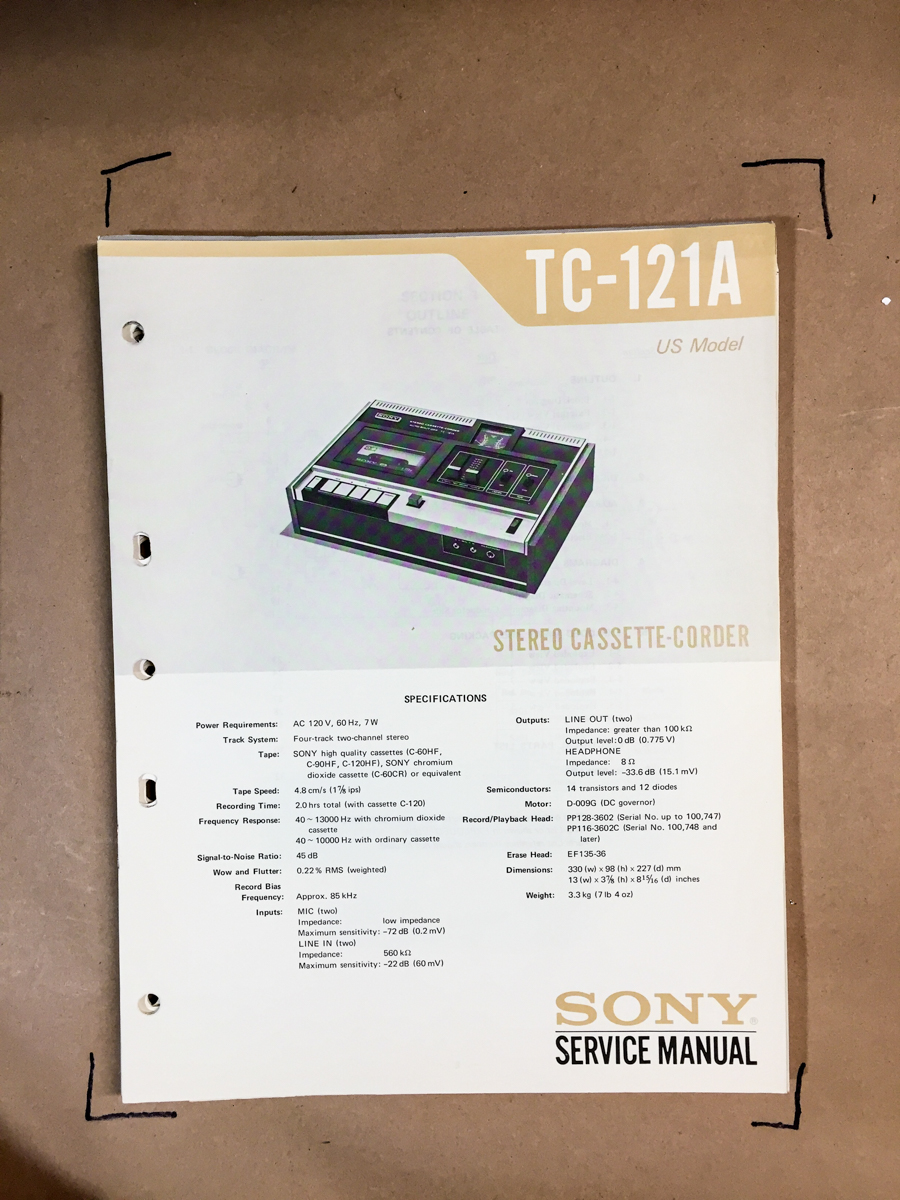 TC-121A
US Model
SONY
STEREO CASSETTE-CORDER
SPECIFICATIONS
Power Requirements: AC 120 V, 60 Hz, 7 W
Track System: Four-track two-channel stereo
Tape: SONY high quality cassettes (C-60HF,
C-90HF, C-120HF), SONY chromium
dioxide cassette (C-60CR) or equivalent
Tape Speed: 4.8 cm/s (1⅞ ips)
Recording Time: 2.0 hrs total (with cassette C-120)
Frequency Response: 40 ~ 13000 Hz with chromium dioxide
cassette
40 ~ 10000 Hz with ordinary cassette
Signal-to-Noise Ratio: 45 dB
Wow and Flutter: 0.22 % RMS (weighted)
Record Bias
Frequency: Approx. 85 kHz
Inputs: MIC (two)
Impedance: low impedance
Maximum sensitivity: −72 dB (0.2 mV)
LINE IN (two)
Impedance: 560 kΩ
Maximum sensitivity: −22 dB (60 mV)
Outputs: LINE OUT (two)
Impedance: greater than 100 kΩ
Output level: 0 dB (0.775 V)
HEADPHONE
Impedance: 8 Ω
Output level: −33.6 dB (15.1 mV)
Semiconductors: 14 transistors and 12 diodes
Motor: D-009G (DC governor)
Record/Playback Head: PP128-3602 (Serial No. up to 100,747)
PP116-3602C (Serial No. 100,748 and
later)
Erase Head: EF135-36
Dimensions: 330 (w) × 98 (h) × 227 (d) mm
13 (w) × 3⅞ (h) × 8 15/16 (d) inches
Weight: 3.3 kg (7 lb 4 oz)
SONY®
SERVICE MANUAL